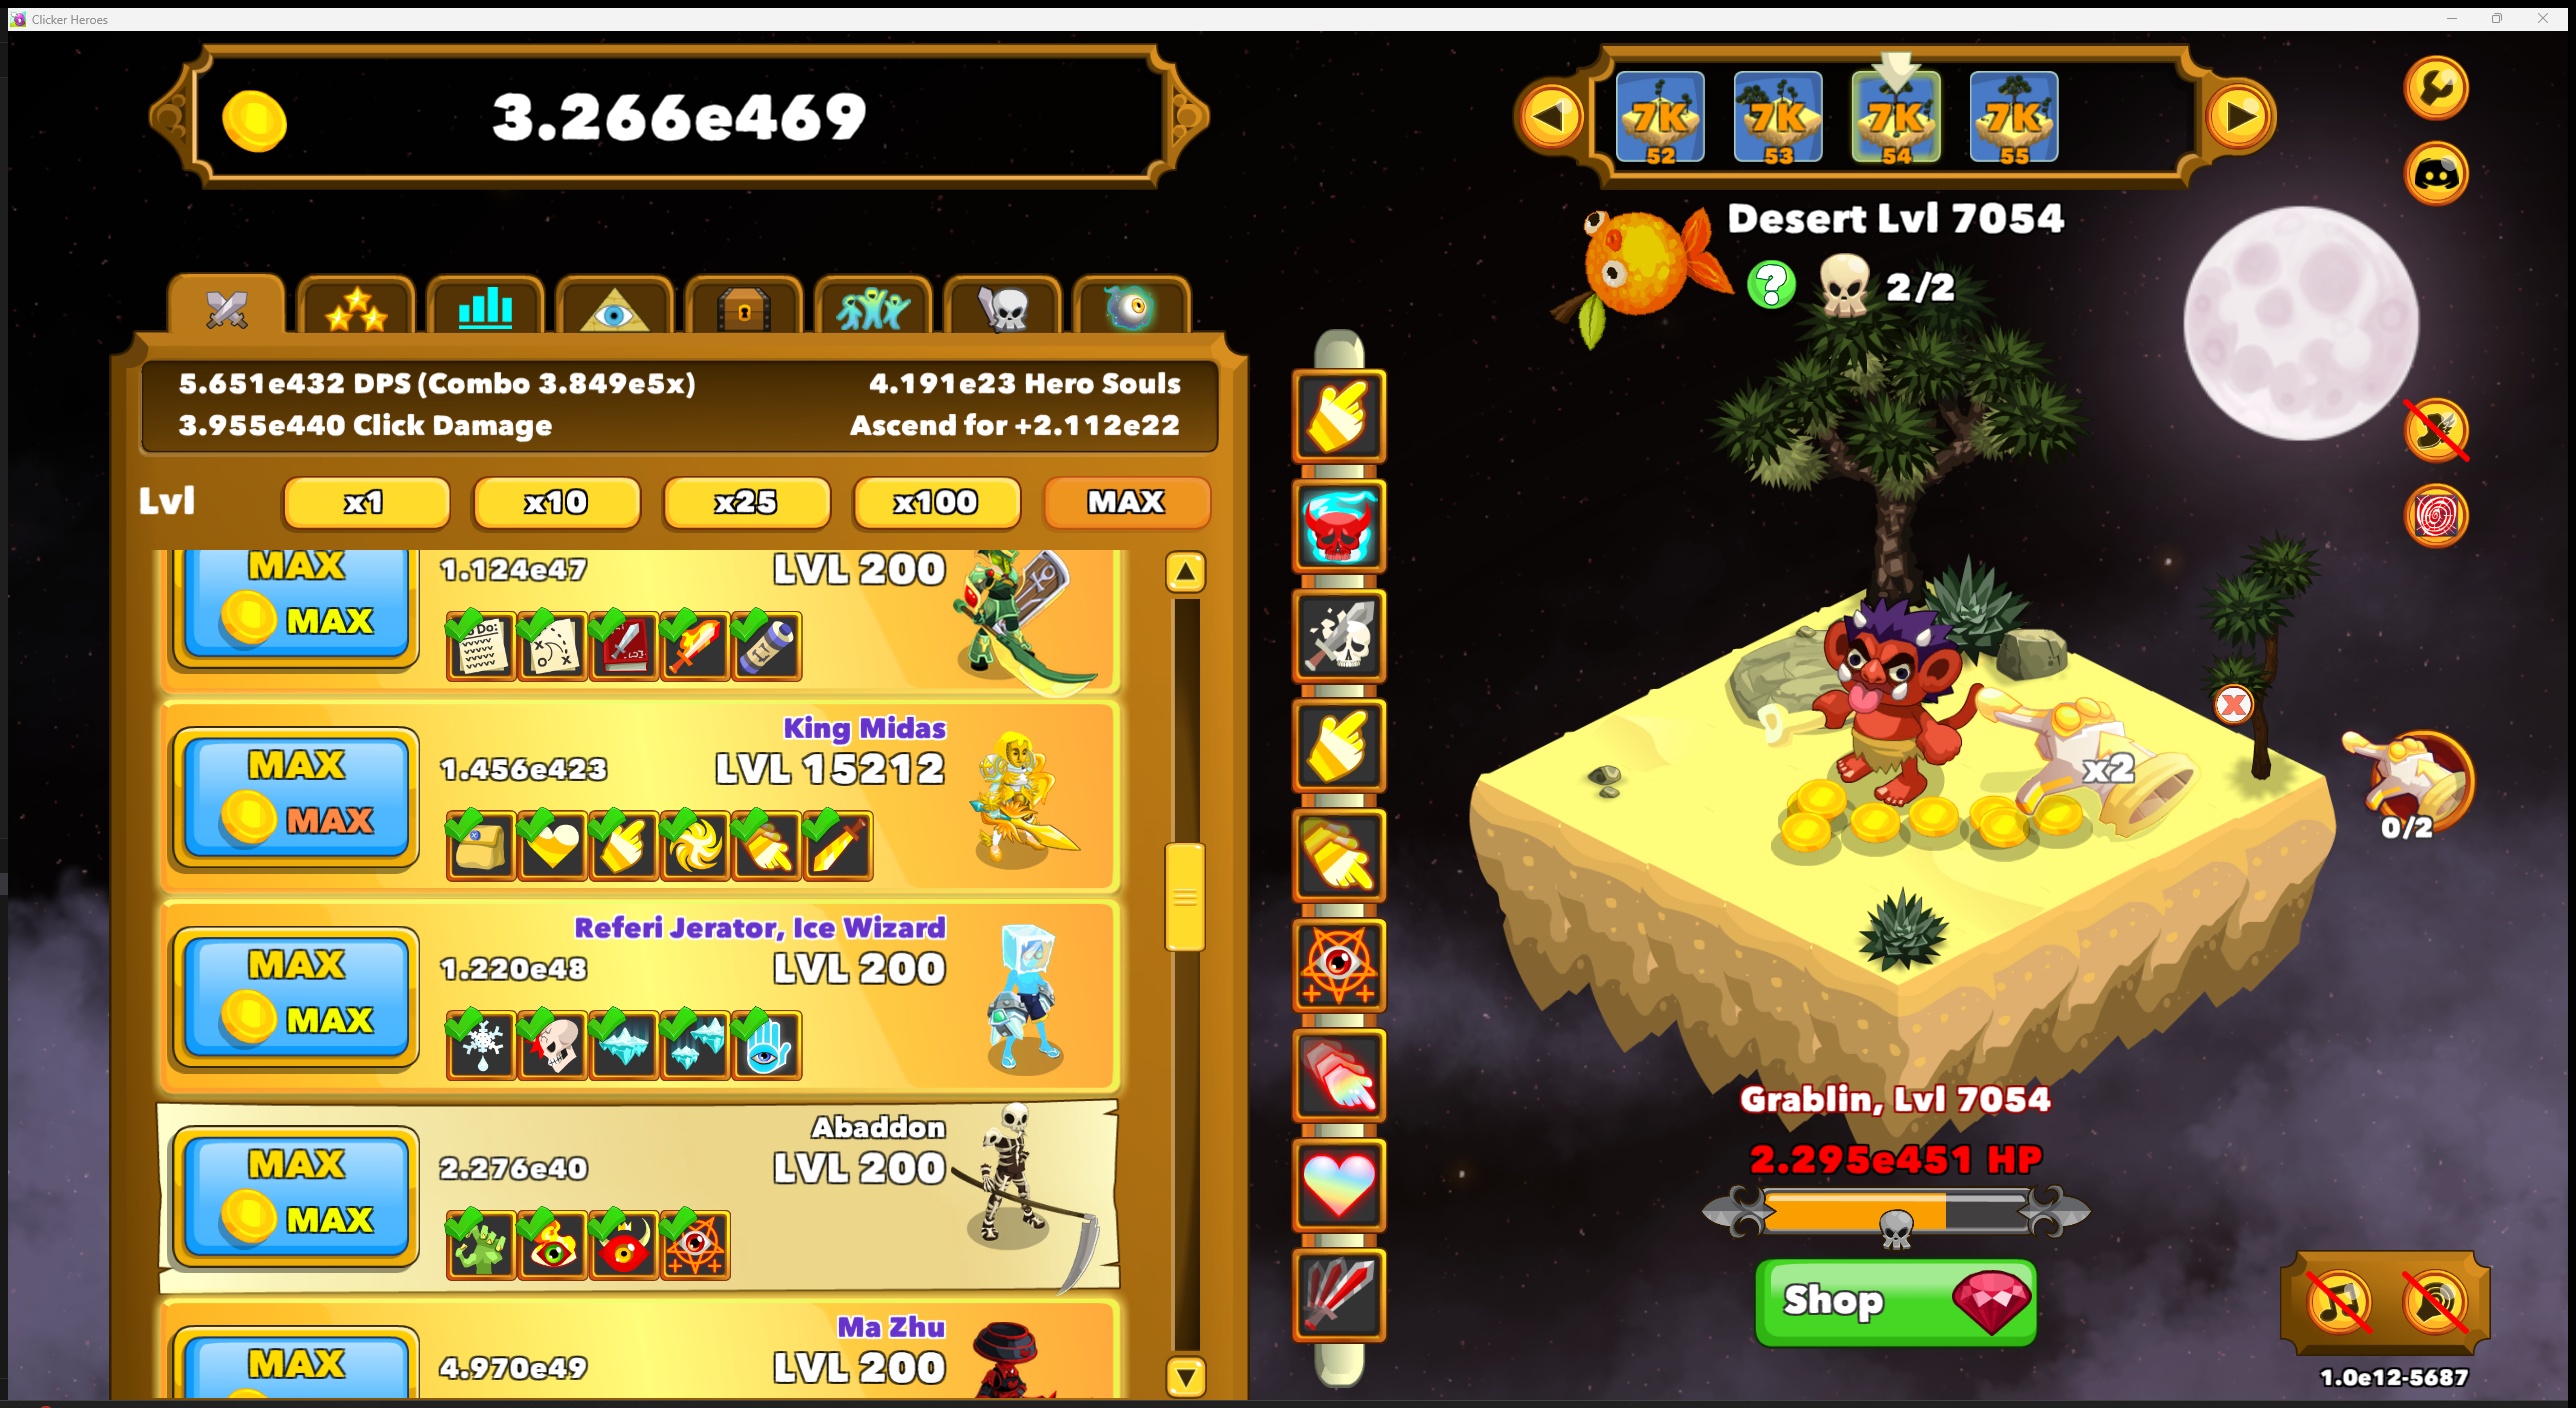 Clicker Heroes
3.266e469
7K
52
7K
53
7K
54
7K
55
Desert Lvl 7054
2/2
5.651e432 DPS (Combo 3.849e5x)
4.191e23 Hero Souls
3.955e440 Click Damage
Ascend for +2.112e22
Lvl
x1
x10
x25
x100
MAX
MAX
MAX
1.124e47
LVL 200
Do:
King Midas
MAX
MAX
1.456e423
LVL 15212
Referi Jerator, Ice Wizard
MAX
MAX
1.220e48
LVL 200
Abaddon
MAX
MAX
2.276e40
LVL 200
Ma Zhu
MAX
4.970e49
LVL 200
x2
0/2
Grablin, Lvl 7054
2.295e451 HP
Shop
1.0e12-5687